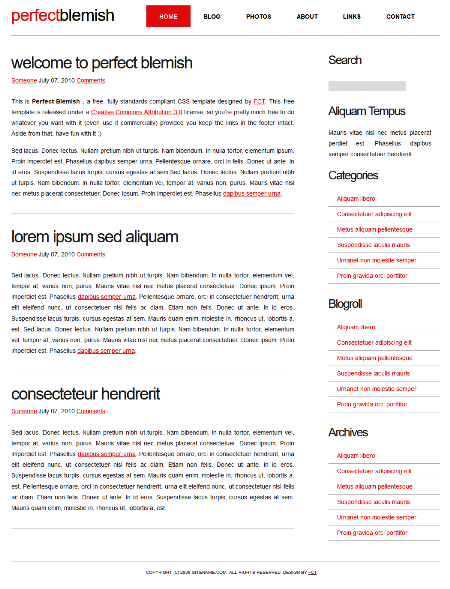 perfectblemish
HOME BLOG PHOTOS ABOUT LINKS CONTACT
welcome to perfect blemish
Someone July 07, 2010 Comments
This is Perfect Blemish , a free, fully standards compliant CSS template designed by FCT. This free
template is released under a Creative Commons Attribution 3.0 license, so you're pretty much free to do
whatever you want with it (even use it commercially) provided you keep the links in the footer intact.
Aside from that, have fun with it :)
Sed lacus. Donec lectus. Nullam pretium nibh ut turpis. Nam bibendum. In nulla tortor, elementum ipsum.
Proin imperdiet est. Phasellus dapibus semper urna. Pellentesque ornare, orci in felis. Donec ut ante. In
id eros. Suspendisse lacus turpis, cursus egestas at sem Sed lacus. Donec lectus. Nullam pretium nibh
ut turpis. Nam bibendum. In nulla tortor, elementum vel, tempor at, varius non, purus. Mauris vitae nisl
nec metus placerat consectetuer. Donec ipsum. Proin imperdiet est. Phasellus dapibus semper urna.
lorem ipsum sed aliquam
Someone July 07, 2010 Comments
Sed lacus. Donec lectus. Nullam pretium nibh ut turpis. Nam bibendum. In nulla tortor, elementum vel,
tempor at, varius non, purus. Mauris vitae nisl nec metus placerat consectetuer. Donec ipsum. Proin
imperdiet est. Phasellus dapibus semper urna. Pellentesque ornare, orci in consectetuer hendrerit, urna
elit eleifend nunc, ut consectetuer nisl felis ac diam. Etiam non felis. Donec ut ante. In id eros.
Suspendisse lacus turpis, cursus egestas at sem. Mauris quam enim, molestie in, rhoncus ut, lobortis a,
est. Sed lacus. Donec lectus. Nullam pretium nibh ut turpis. Nam bibendum. In nulla tortor, elementum
vel, tempor at, varius non, purus. Mauris vitae nisl nec metus placerat consectetuer. Donec ipsum. Proin
imperdiet est. Phasellus dapibus semper urna.
consecteteur hendrerit
Someone July 07, 2010 Comments
Sed lacus. Donec lectus. Nullam pretium nibh ut turpis. Nam bibendum. In nulla tortor, elementum vel,
tempor at, varius non, purus. Mauris vitae nisl nec metus placerat consectetuer. Donec ipsum. Proin
imperdiet est. Phasellus dapibus semper urna. Pellentesque ornare, orci in consectetuer hendrerit, urna
elit eleifend nunc, ut consectetuer nisl felis ac diam. Etiam non felis. Donec ut ante. In id eros.
Suspendisse lacus turpis, cursus egestas at sem. Mauris quam enim, molestie in, rhoncus ut, lobortis a,
est. Pellentesque ornare, orci in consectetuer hendrerit, urna elit eleifend nunc, ut consectetuer nisl felis
ac diam. Etiam non felis. Donec ut ante. In id eros. Suspendisse lacus turpis, cursus egestas at sem.
Mauris quam enim, molestie in, rhoncus ut, lobortis a, est.
Search
Aliquam Tempus
Mauris vitae nisl nec metus placerat
perdiet est. Phasellus dapibus
semper consectetuer hendrerit
Categories
Aliquam libero
Consectetuer adipiscing elit
Metus aliquam pellentesque
Suspendisse iaculis mauris
Urnanet non molestie semper
Proin gravida orci porttitor
Blogroll
Aliquam libero
Consectetuer adipiscing elit
Metus aliquam pellentesque
Suspendisse iaculis mauris
Urnanet non molestie semper
Proin gravida orci porttitor
Archives
Aliquam libero
Consectetuer adipiscing elit
Metus aliquam pellentesque
Suspendisse iaculis mauris
Urnanet non molestie semper
Proin gravida orci porttitor
COPYRIGHT (C) 2009 SITENAME.COM. ALL RIGHTS RESERVED. DESIGN BY FCT.